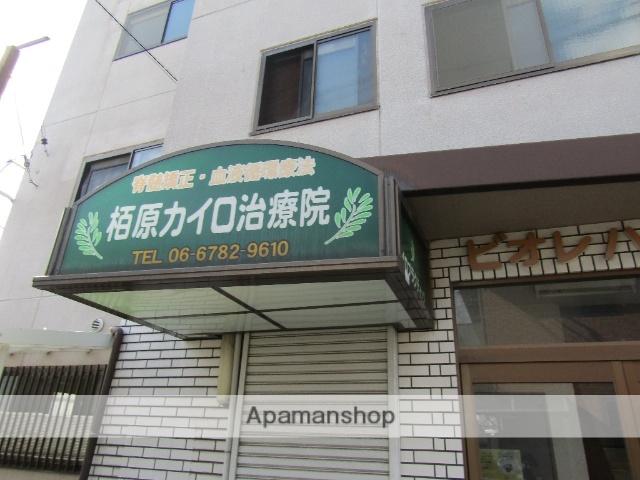 骨盤矯正・血液循環療法
栢原カイロ治療院
TEL 06-6782-9610
ビオレハ
Apamanshop